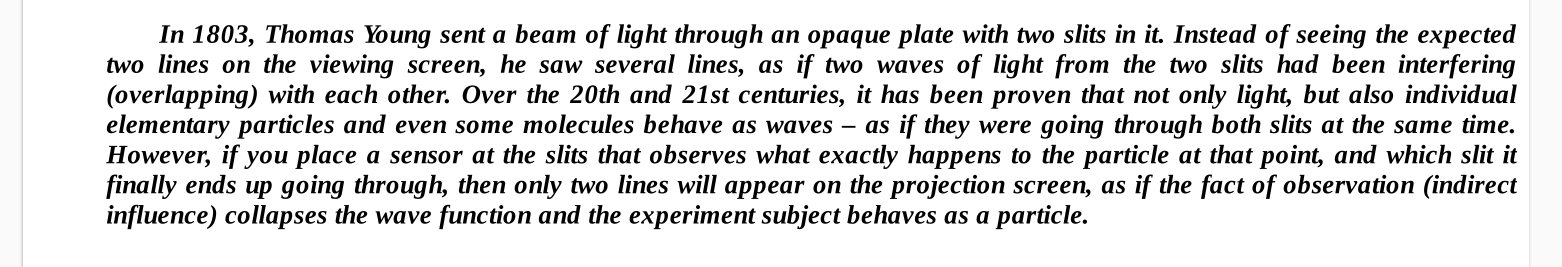 In 1803, Thomas Young sent a beam of light through an opaque plate with two slits in it. Instead of seeing the expected
two lines on the viewing screen, he saw several lines, as if two waves of light from the two slits had been interfering
(overlapping) with each other. Over the 20th and 21st centuries, it has been proven that not only light, but also individual
elementary particles and even some molecules behave as waves – as if they were going through both slits at the same time.
However, if you place a sensor at the slits that observes what exactly happens to the particle at that point, and which slit it
finally ends up going through, then only two lines will appear on the projection screen, as if the fact of observation (indirect
influence) collapses the wave function and the experiment subject behaves as a particle.